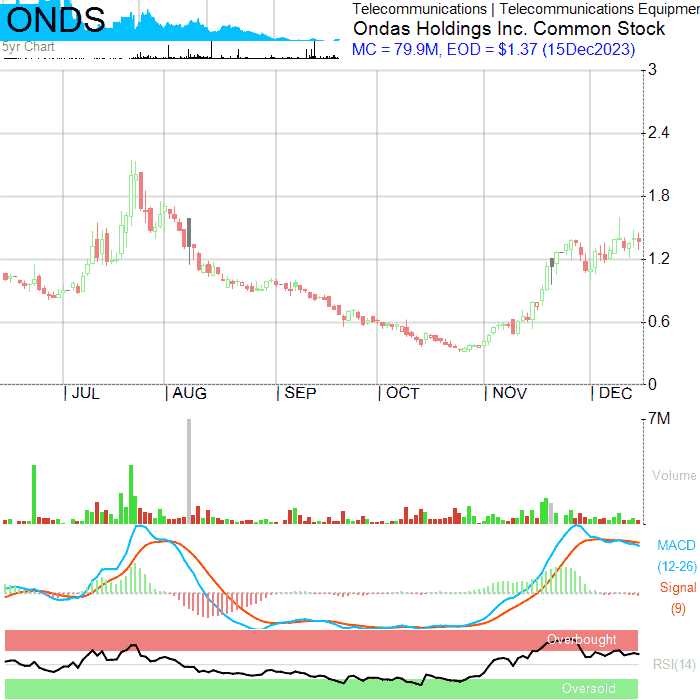 ONDS
5yr Chart
Telecommunications | Telecommunications Equipmen
Ondas Holdings Inc. Common Stock
MC = 79.9M, EOD = $1.37 (15Dec2023)
3
2.4
1.8
1.2
0.6
0
JUL AUG SEP OCT NOV DEC
7M
Volume
MACD
(12-26)
Signal
(9)
Overbought
RSI(14)
Oversold